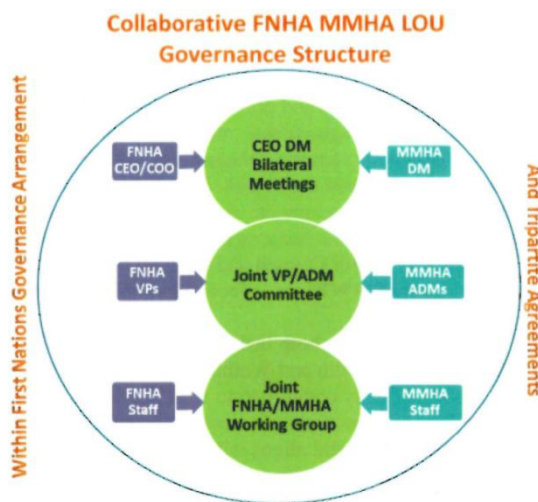 Collaborative FNHA MMHA LOU
Governance Structure
Within First Nations Governance Arrangement
FNHA
CEO/COO
CEO DM
Bilateral
Meetings
MMHA
DM
FNHA
VPs
Joint VP/ADM
Committee
MMHA
ADMs
FNHA
Staff
Joint
FNHA/MMHA
Working Group
MMHA
Staff
And Tripartite Agreements